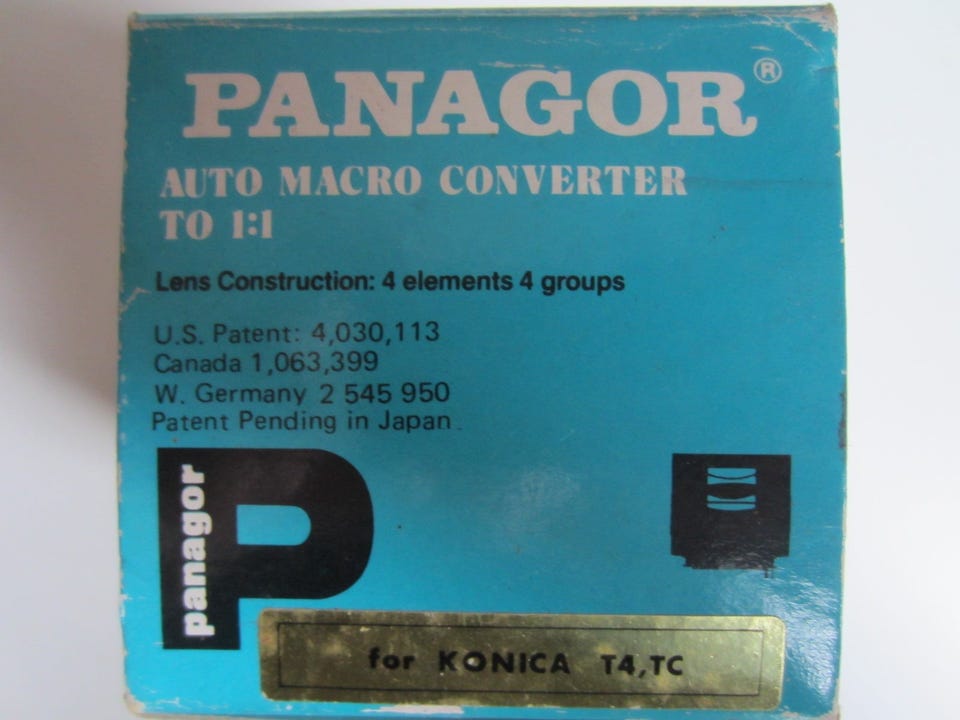 PANAGOR®
AUTO MACRO CONVERTER
TO 1:1
Lens Construction: 4 elements 4 groups
U.S. Patent: 4,030,113
Canada 1,063,399
W. Germany 2 545 950
Patent Pending in Japan.
panagor
for KONICA T4,TC